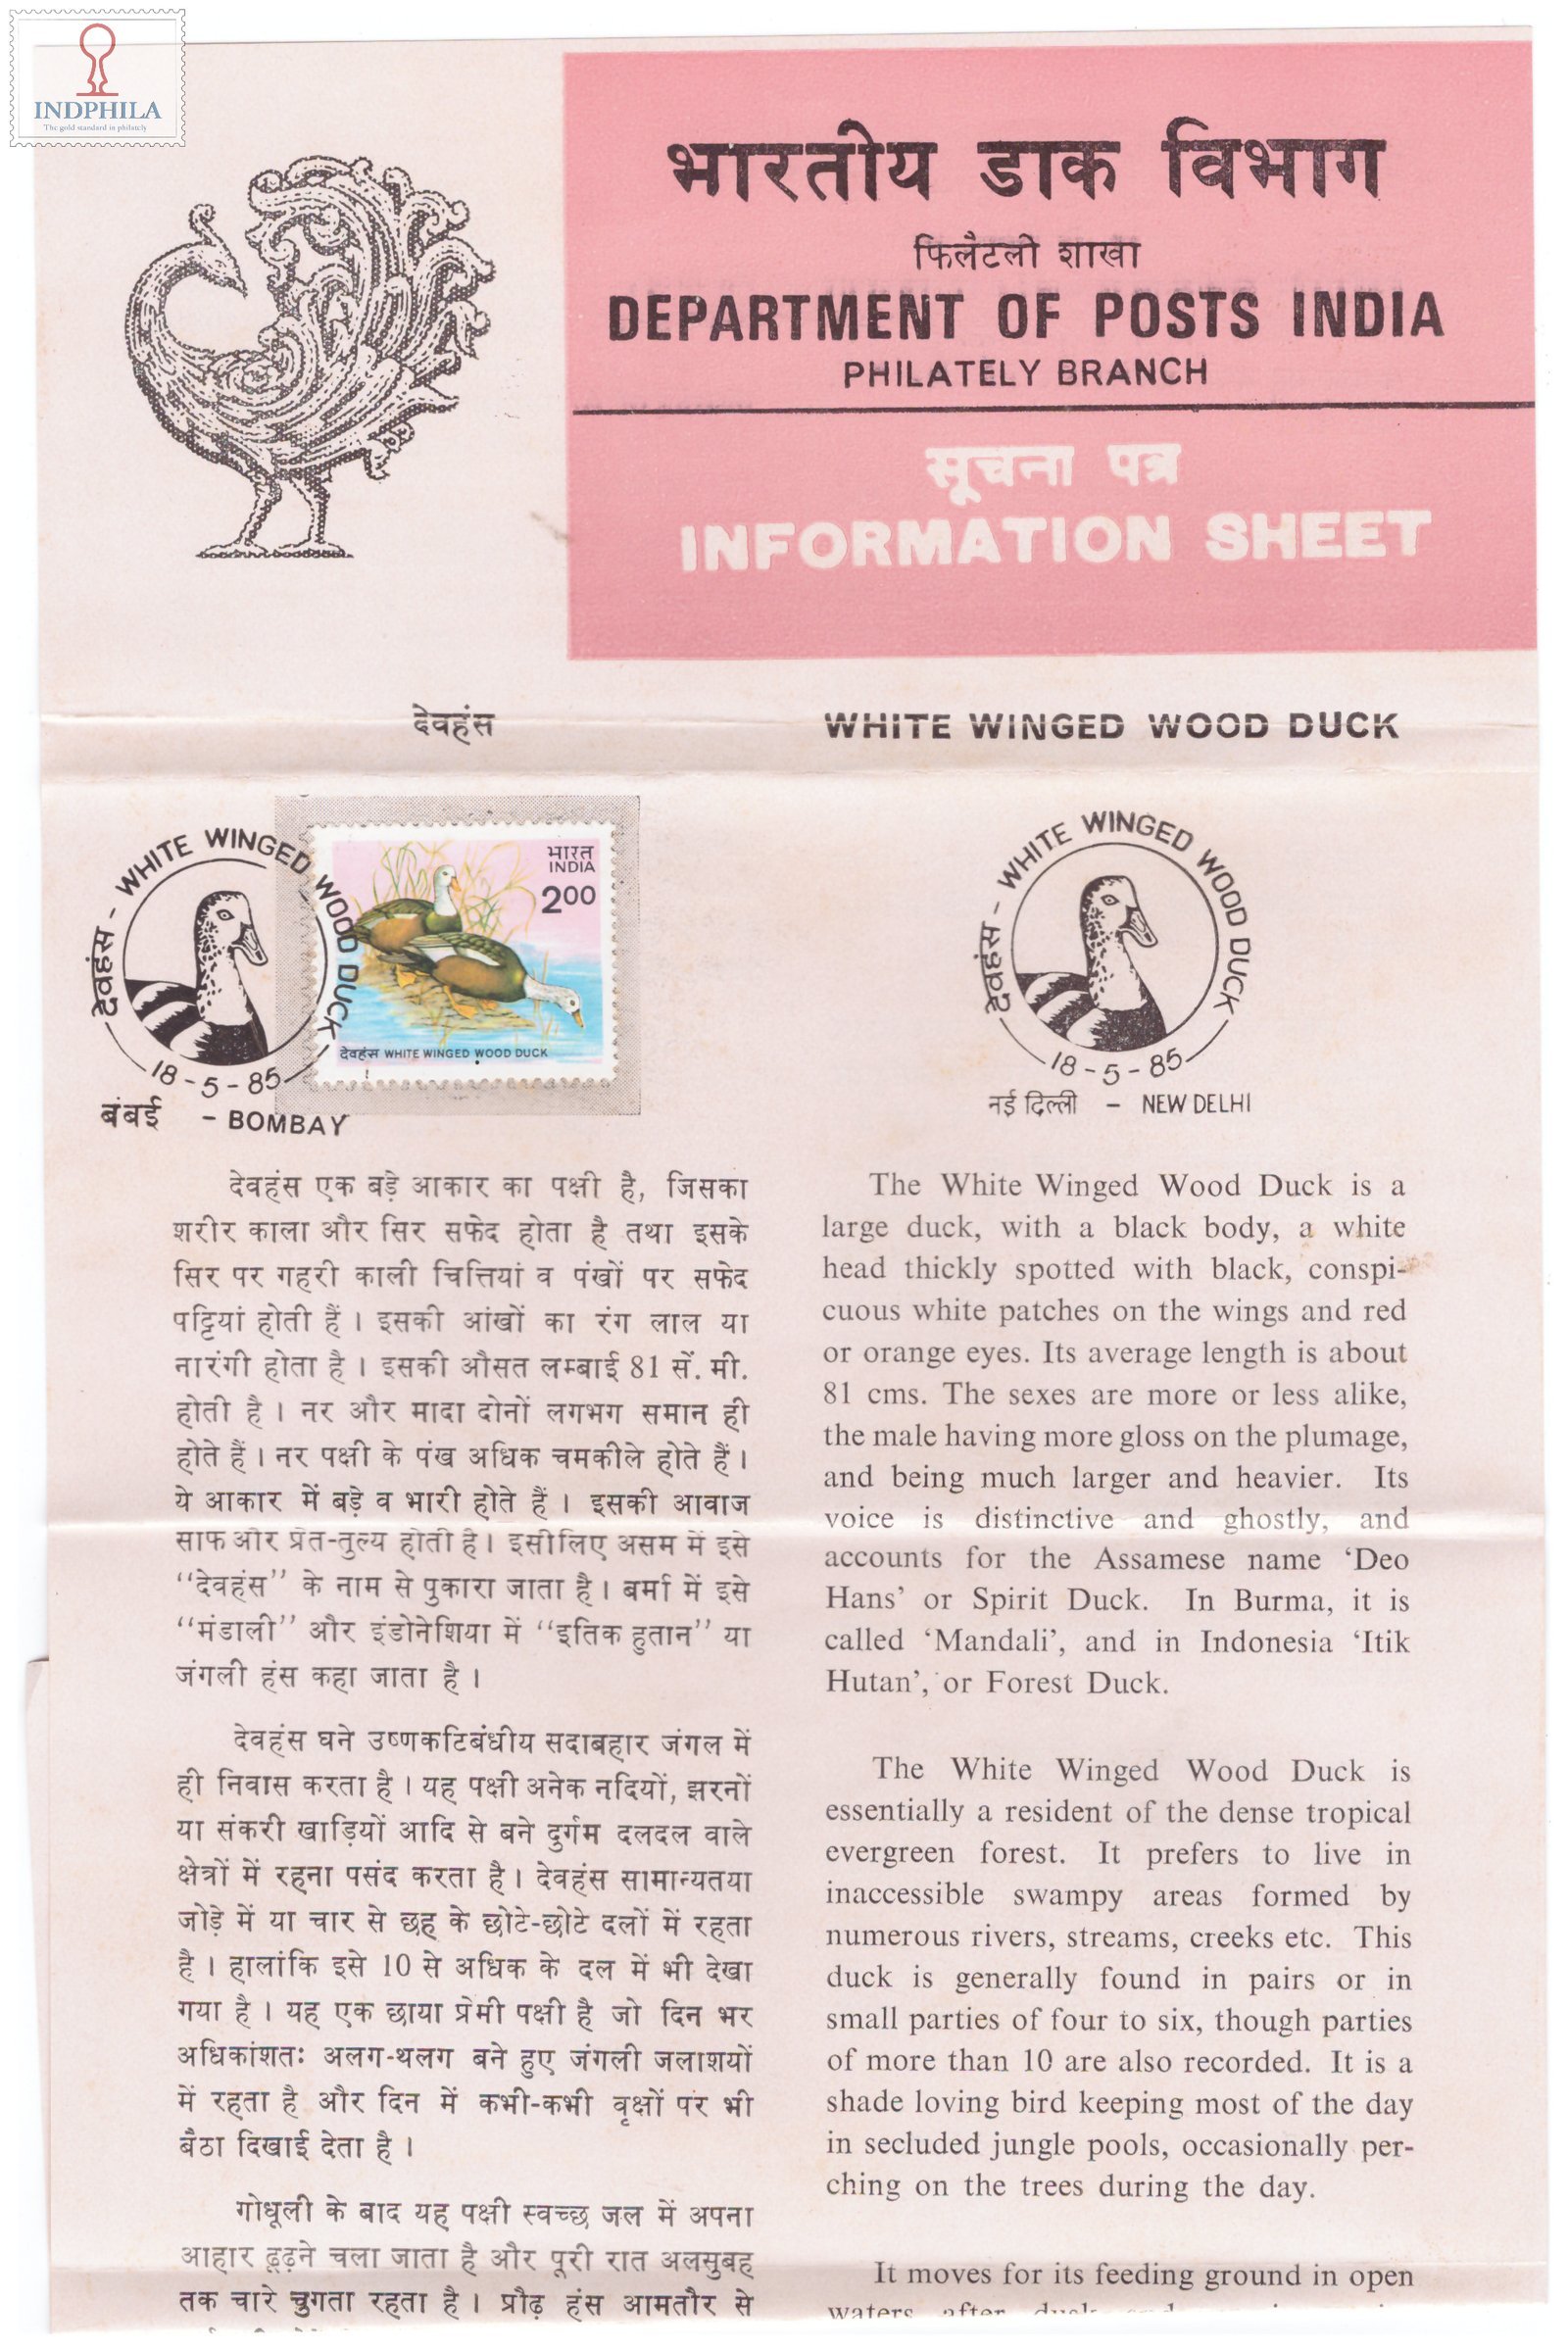 INDPHILA
The gold standard in philately
भारतीय डाक विभाग
फिलैटली शाखा
DEPARTMENT OF POSTS INDIA
PHILATELY BRANCH
सूचना पत्र
INFORMATION SHEET
देवहंस
WHITE WINGED WOOD DUCK
देवहंस - WHITE WINGED WOOD DUCK
18-5-85
बंबई - BOMBAY
भारत
INDIA
200
देवहंस WHITE WINGED WOOD DUCK
देवहंस - WHITE WINGED WOOD DUCK
18-5-85
नई दिल्ली - NEW DELHI
देवहंस एक बड़े आकार का पक्षी है, जिसका
शरीर काला और सिर सफेद होता है तथा इसके
सिर पर गहरी काली चित्तियां व पंखों पर सफेद
पट्टियां होती हैं । इसकी आंखों का रंग लाल या
नारंगी होता है । इसकी औसत लम्बाई 81 सें. मी.
होती है । नर और मादा दोनों लगभग समान ही
होते हैं । नर पक्षी के पंख अधिक चमकीले होते हैं ।
ये आकार में बड़े व भारी होते हैं । इसकी आवाज
साफ और प्रेत-तुल्य होती है । इसीलिए असम में इसे
“देवहंस” के नाम से पुकारा जाता है । बर्मा में इसे
“मंडाली” और इंडोनेशिया में “इतिक हुतान” या
जंगली हंस कहा जाता है ।
देवहंस घने उष्णकटिबंधीय सदाबहार जंगल में
ही निवास करता है । यह पक्षी अनेक नदियों, झरनों
या संकरी खाड़ियों आदि से बने दुर्गम दलदल वाले
क्षेत्रों में रहना पसंद करता है । देवहंस सामान्यतया
जोड़े में या चार से छह के छोटे-छोटे दलों में रहता
है । हालांकि इसे 10 से अधिक के दल में भी देखा
गया है । यह एक छाया प्रेमी पक्षी है जो दिन भर
अधिकांशतः अलग-थलग बने हुए जंगली जलाशयों
में रहता है और दिन में कभी-कभी वृक्षों पर भी
बैठा दिखाई देता है ।
गोधूली के बाद यह पक्षी स्वच्छ जल में अपना
आहार ढूढ़ने चला जाता है और पूरी रात अलसुबह
तक चारे चुगता रहता है । प्रौढ़ हंस आमतौर से
The White Winged Wood Duck is a
large duck, with a black body, a white
head thickly spotted with black, conspi-
cuous white patches on the wings and red
or orange eyes. Its average length is about
81 cms. The sexes are more or less alike,
the male having more gloss on the plumage,
and being much larger and heavier. Its
voice is distinctive and ghostly, and
accounts for the Assamese name ‘Deo
Hans’ or Spirit Duck. In Burma, it is
called ‘Mandali’, and in Indonesia ‘Itik
Hutan’, or Forest Duck.
The White Winged Wood Duck is
essentially a resident of the dense tropical
evergreen forest. It prefers to live in
inaccessible swampy areas formed by
numerous rivers, streams, creeks etc. This
duck is generally found in pairs or in
small parties of four to six, though parties
of more than 10 are also recorded. It is a
shade loving bird keeping most of the day
in secluded jungle pools, occasionally per-
ching on the trees during the day.
It moves for its feeding ground in open
waters after